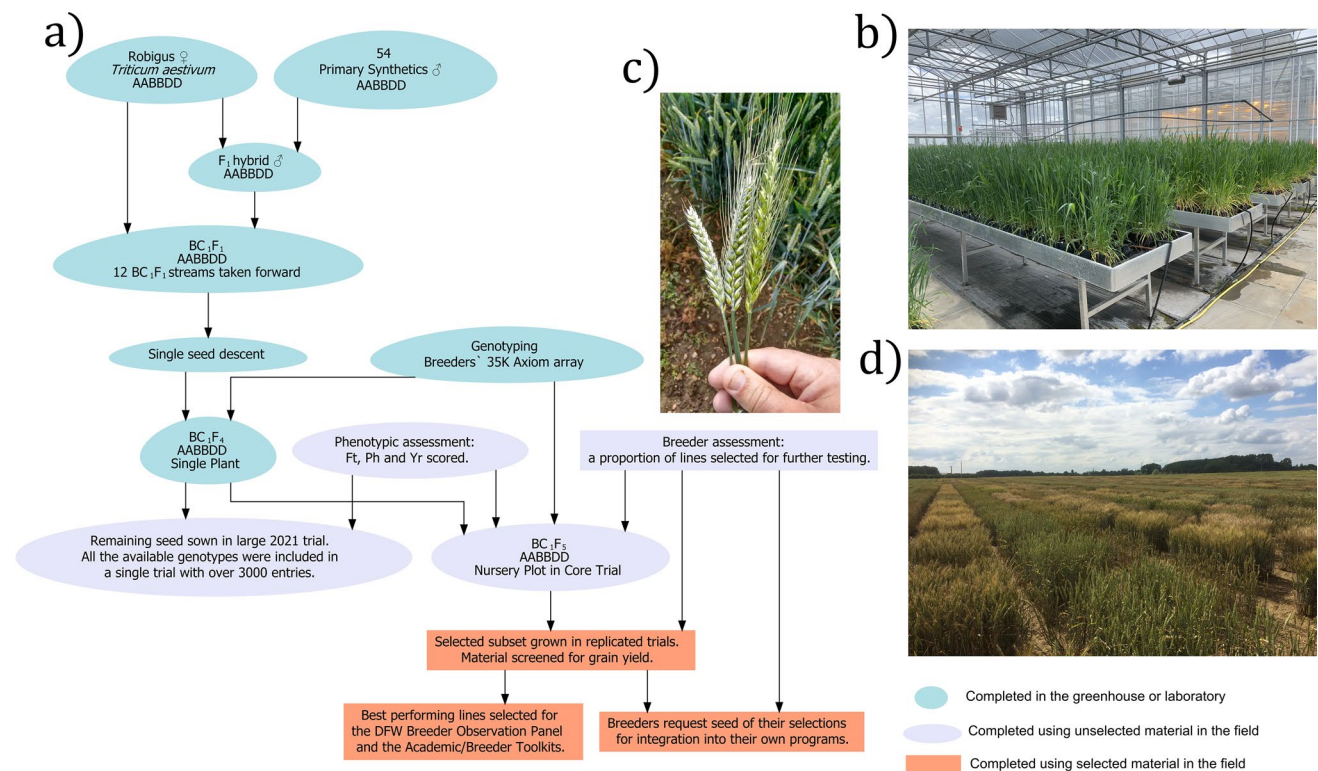 a)
Robigus ♀
Triticum aestivum
AABBDD
54
Primary Synthetics ♂
AABBDD
F₁ hybrid ♂
AABBDD
BC₁F₁
AABBDD
12 BC₁F₁ streams taken forward
Single seed descent
Genotyping
Breeders` 35K Axiom array
BC₁F₄
AABBDD
Single Plant
Phenotypic assessment:
Ft, Ph and Yr scored.
Breeder assessment:
a proportion of lines selected for further testing.
Remaining seed sown in large 2021 trial.
All the available genotypes were included in
a single trial with over 3000 entries.
BC₁F₅
AABBDD
Nursery Plot in Core Trial
Selected subset grown in replicated trials.
Material screened for grain yield.
Best performing lines selected for
the DFW Breeder Observation Panel
and the Academic/Breeder Toolkits.
Breeders request seed of their selections
for integration into their own programs.
c)
b)
d)
Completed in the greenhouse or laboratory
Completed using unselected material in the field
Completed using selected material in the field